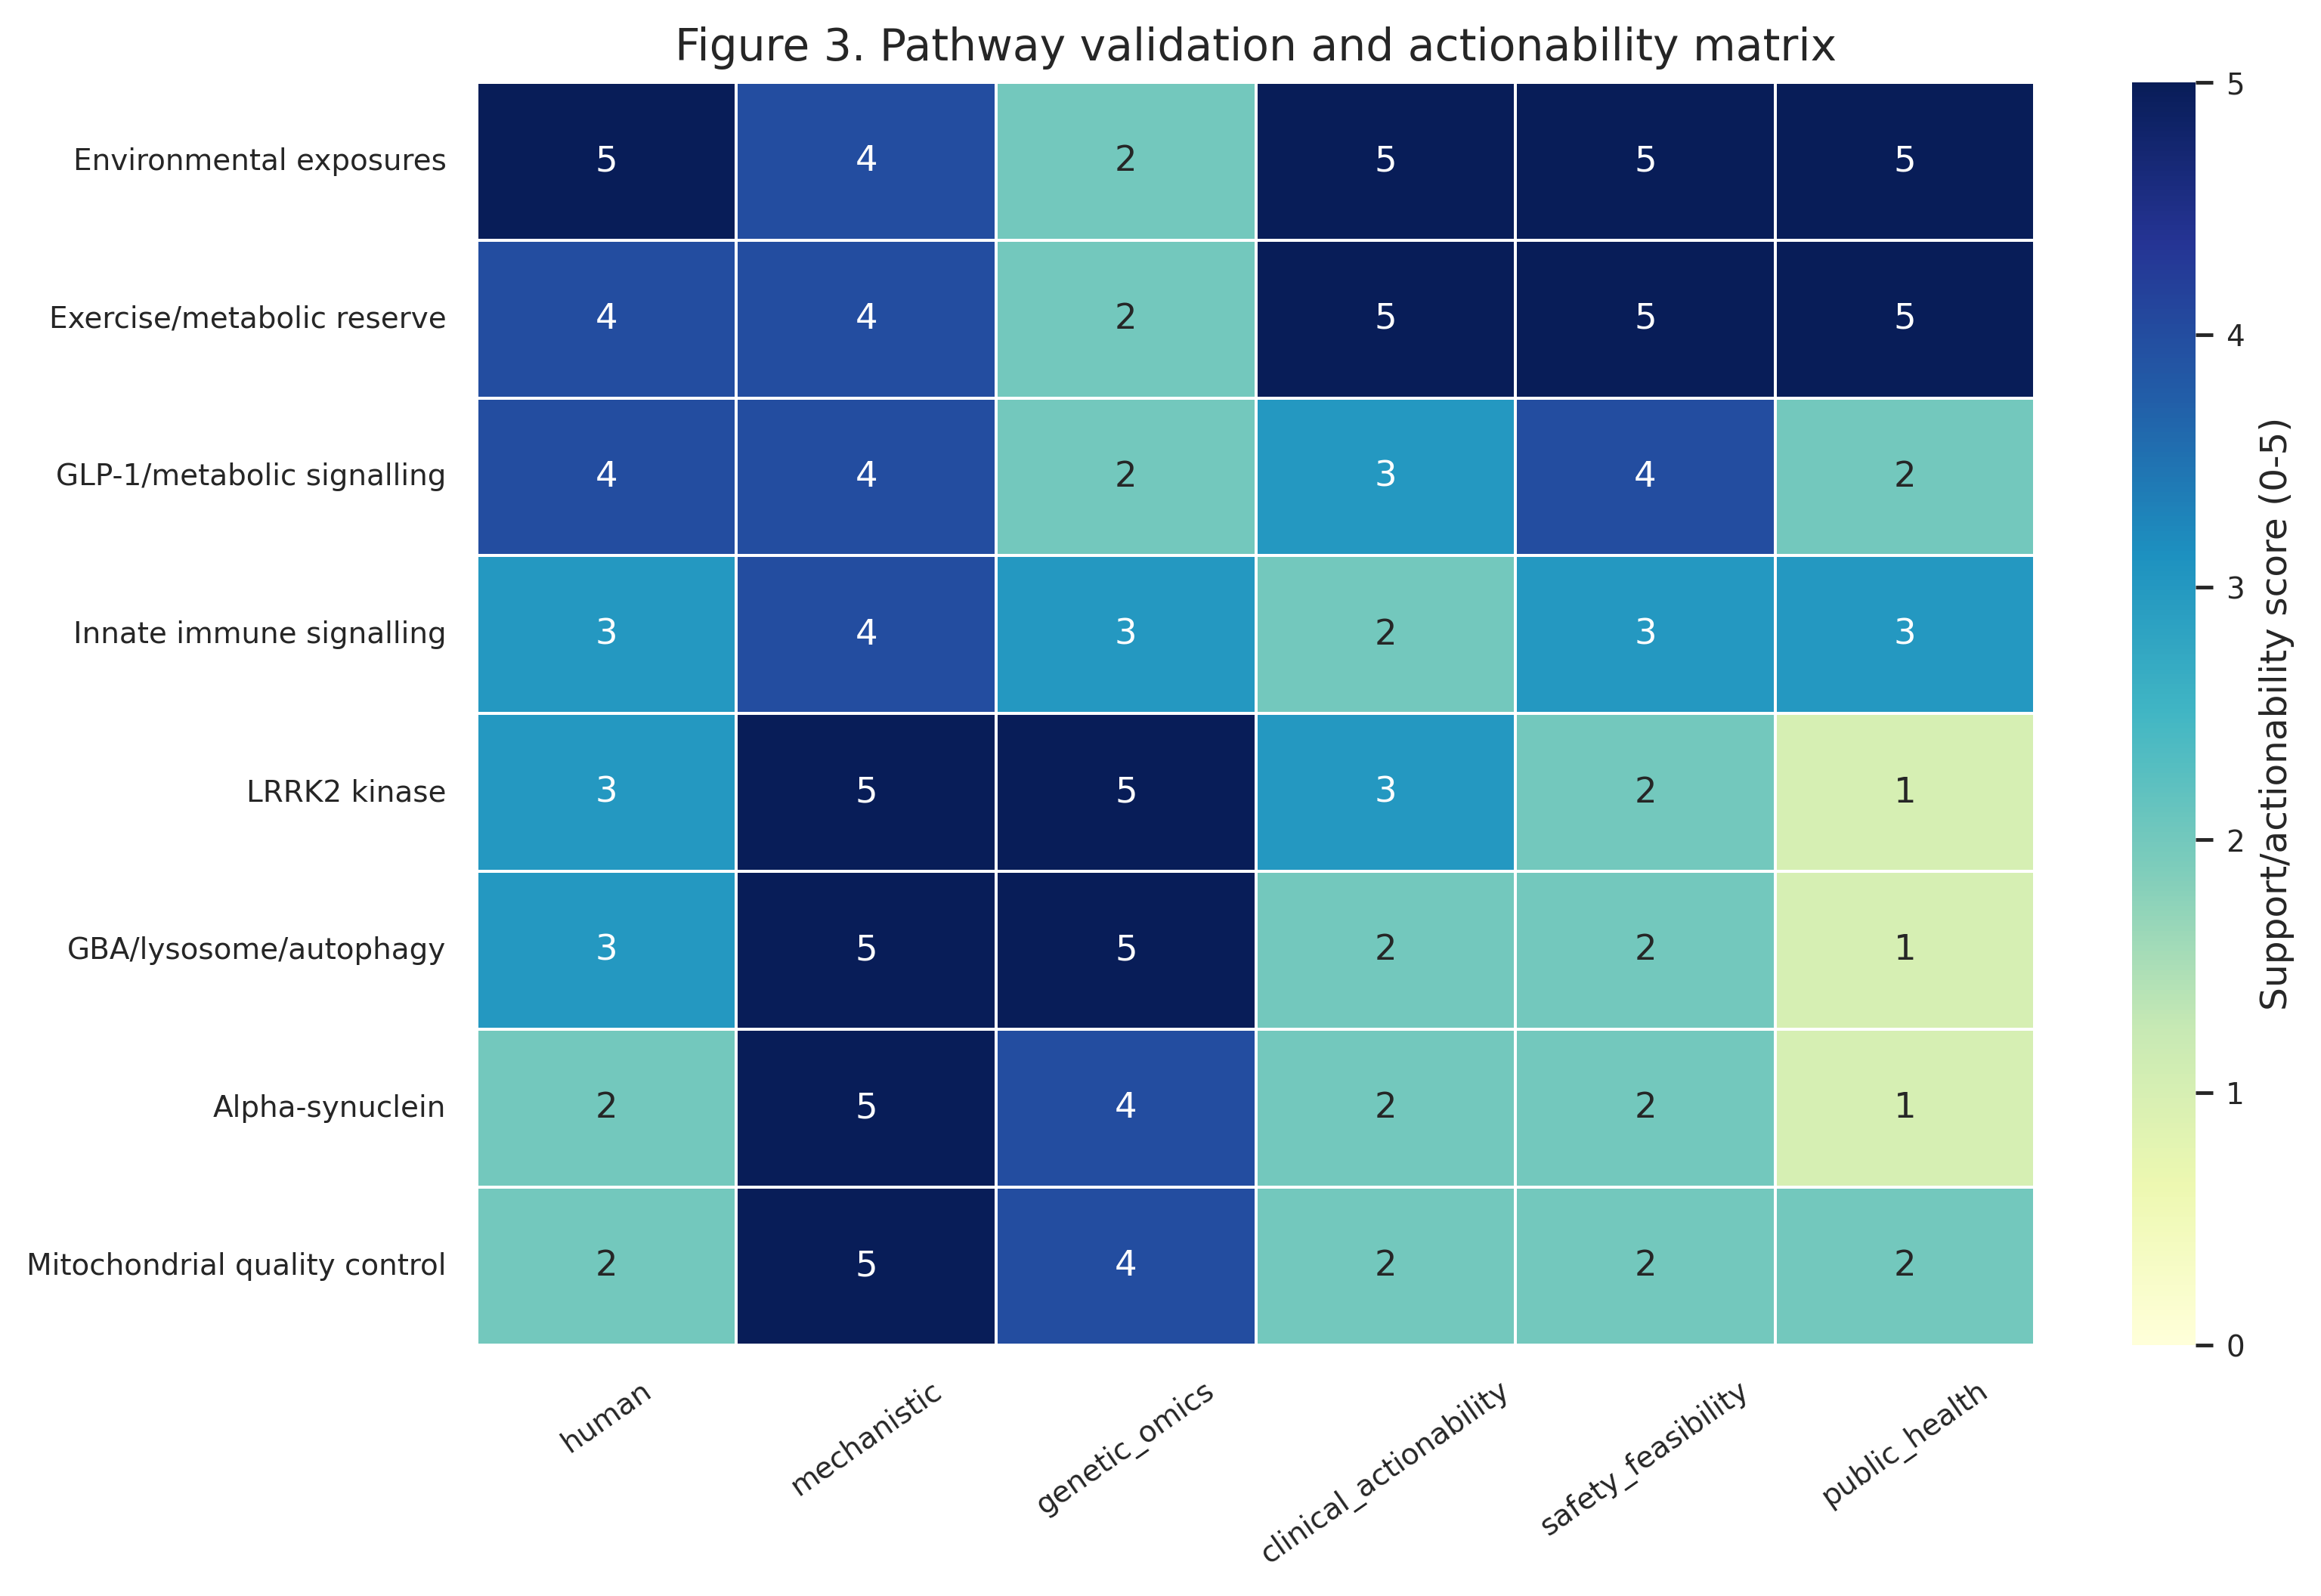 Figure 3. Pathway validation and actionability matrix
Environmental exposures 5 4 2 5 5 5
Exercise/metabolic reserve 4 4 2 5 5 5
GLP-1/metabolic signalling 4 4 2 3 4 2
Innate immune signalling 3 4 3 2 3 3
LRRK2 kinase 3 5 5 3 2 1
GBA/lysosome/autophagy 3 5 5 2 2 1
Alpha-synuclein 2 5 4 2 2 1
Mitochondrial quality control 2 5 4 2 2 2
human mechanistic genetic_omics clinical_actionability safety_feasibility public_health
5
4
3
2
1
0
Support/actionability score (0-5)